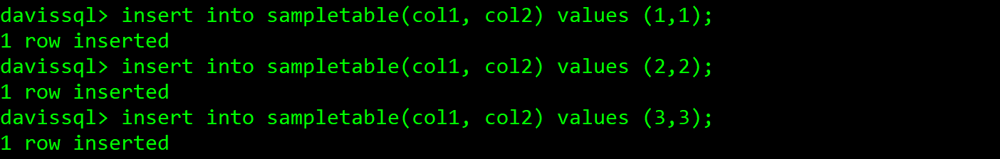 davissql> insert into sampletable(col1, col2) values (1,1);
1 row inserted
davissql> insert into sampletable(col1, col2) values (2,2);
1 row inserted
davissql> insert into sampletable(col1, col2) values (3,3);
1 row inserted